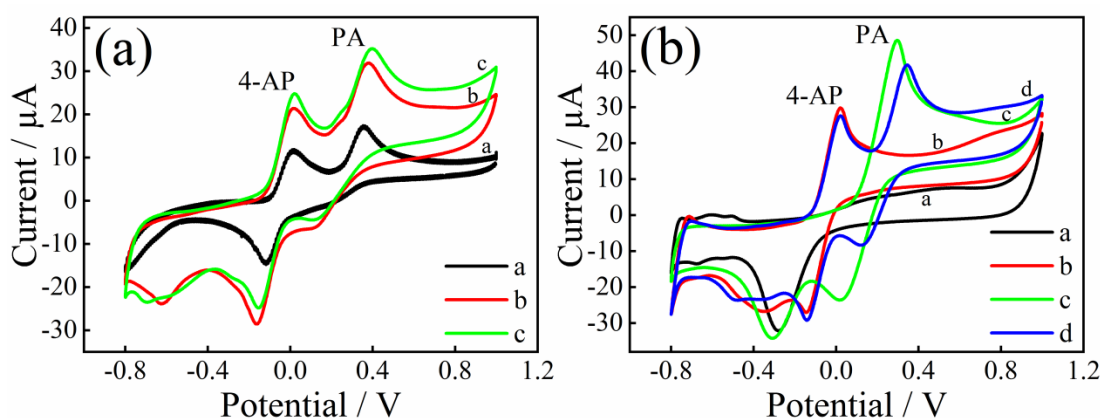 (a)
PA
4-AP
c
b
a
a
b
c
40
30
20
10
0
-10
-20
-30
Current / μA
-0.8
-0.4
0.0
0.4
0.8
1.2
Potential / V
(b)
PA
4-AP
d
c
b
a
a
b
c
d
50
40
30
20
10
0
-10
-20
-30
Current / μA
-0.8
-0.4
0.0
0.4
0.8
1.2
Potential / V